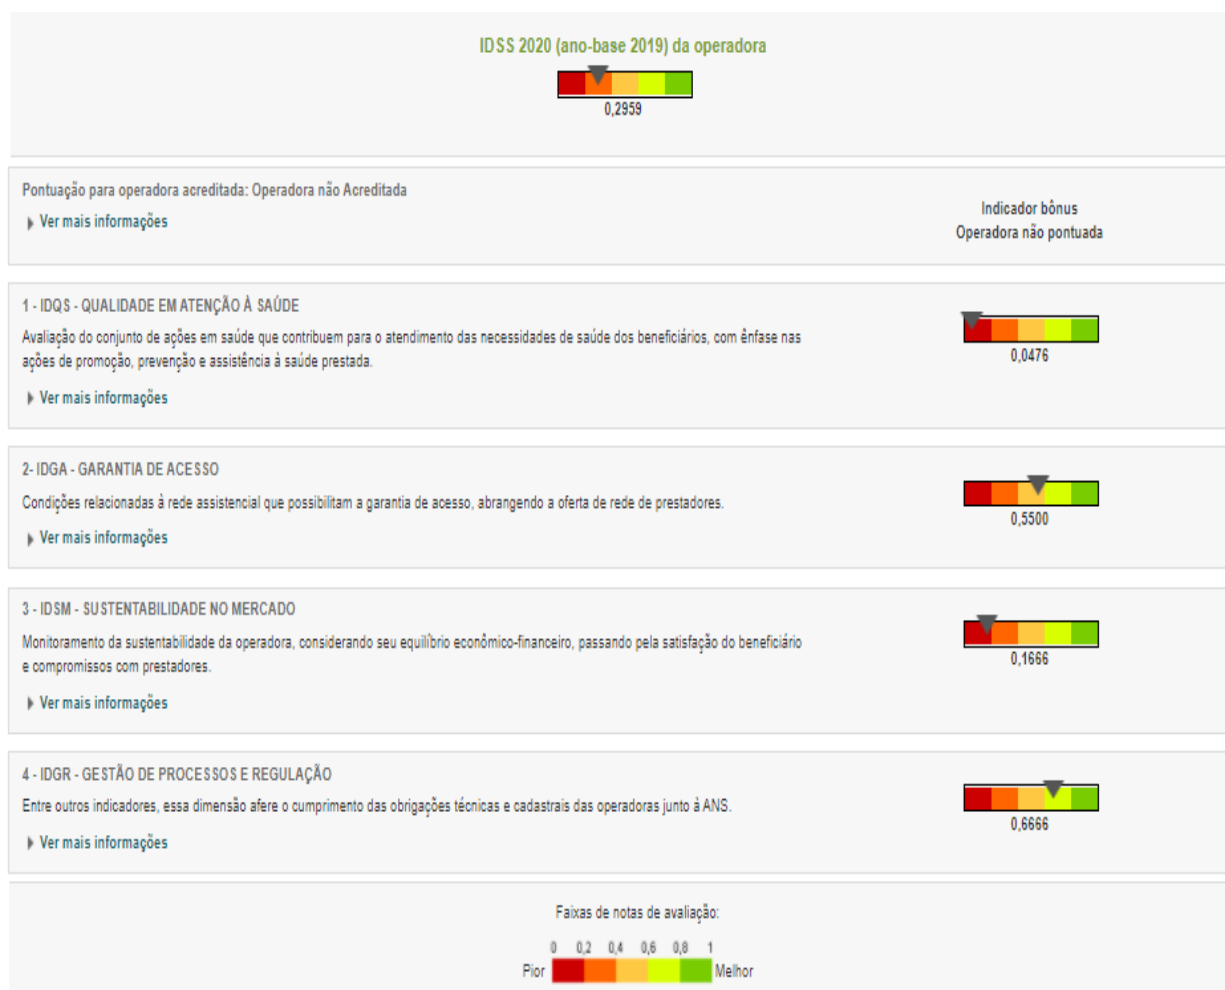 IDSS 2020 (ano-base 2019) da operadora
0,2959
Pontuação para operadora acreditada: Operadora não Acreditada
Ver mais informações
Indicador bônus
Operadora não pontuada
1 - IDQS - QUALIDADE EM ATENÇÃO À SAÚDE
Avaliação do conjunto de ações em saúde que contribuem para o atendimento das necessidades de saúde dos beneficiários, com ênfase nas
ações de promoção, prevenção e assistência à saúde prestada.
Ver mais informações
0,0476
2- IDGA - GARANTIA DE ACESSO
Condições relacionadas à rede assistencial que possibilitam a garantia de acesso, abrangendo a oferta de rede de prestadores.
Ver mais informações
0,5500
3 - IDSM - SUSTENTABILIDADE NO MERCADO
Monitoramento da sustentabilidade da operadora, considerando seu equilíbrio econômico-financeiro, passando pela satisfação do beneficiário
e compromissos com prestadores.
Ver mais informações
0,1666
4 - IDGR - GESTÃO DE PROCESSOS E REGULAÇÃO
Entre outros indicadores, essa dimensão afere o cumprimento das obrigações técnicas e cadastrais das operadoras junto à ANS.
Ver mais informações
0,6666
Faixas de notas de avaliação:
0 0,2 0,4 0,6 0,8 1
Pior Melhor